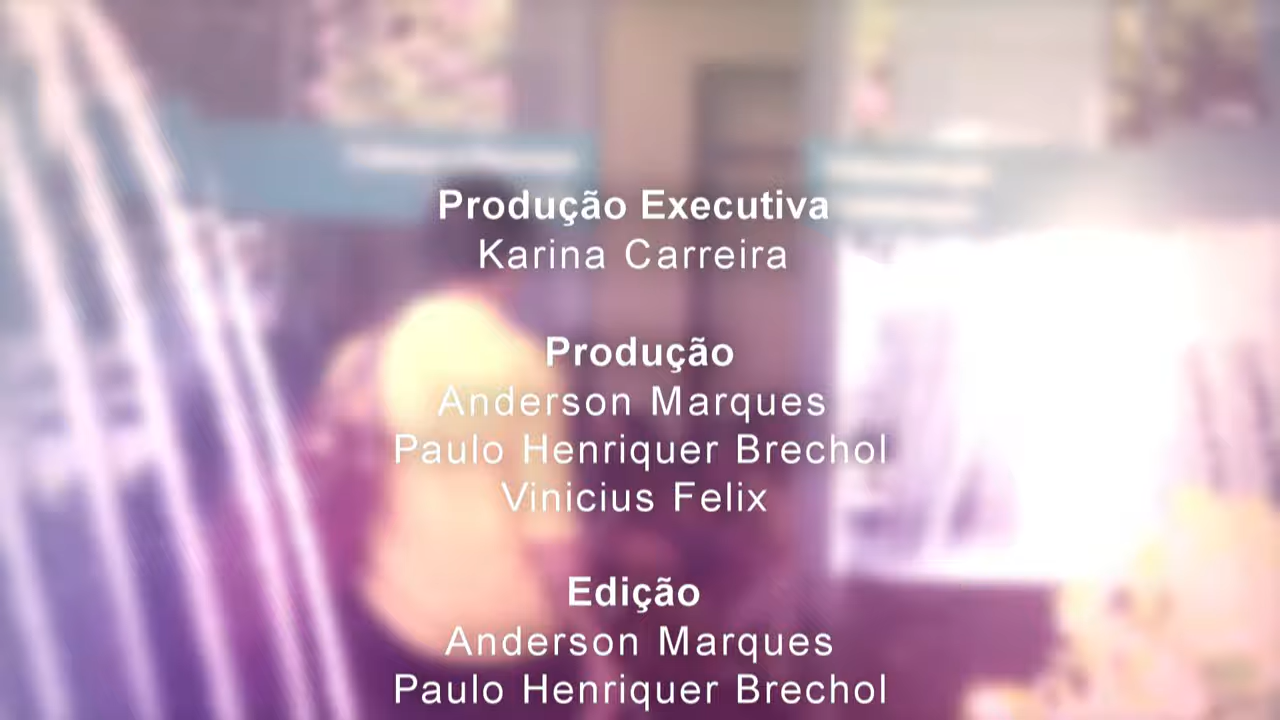 Produção Executiva
Karina Carreira
Produção
Anderson Marques
Paulo Henriquer Brechol
Vinicius Felix
Edição
Anderson Marques
Paulo Henriquer Brechol